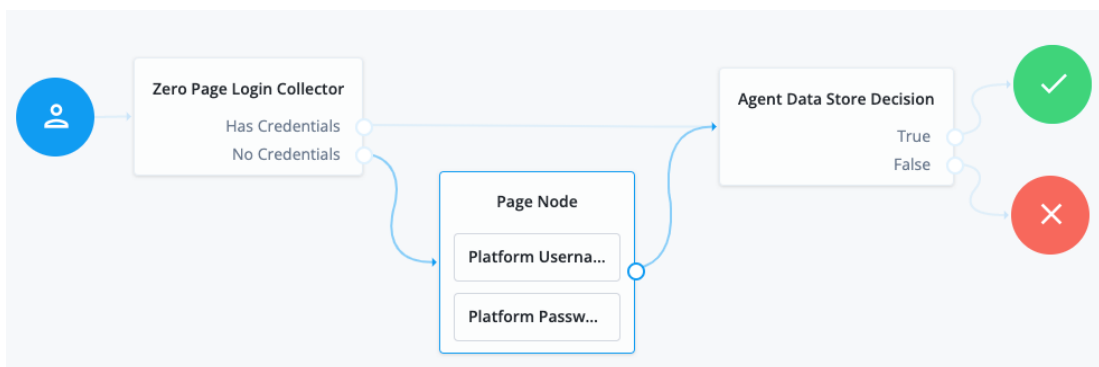 Zero Page Login Collector
Has Credentials
No Credentials
Page Node
Platform Userna...
Platform Passw...
Agent Data Store Decision
True
False